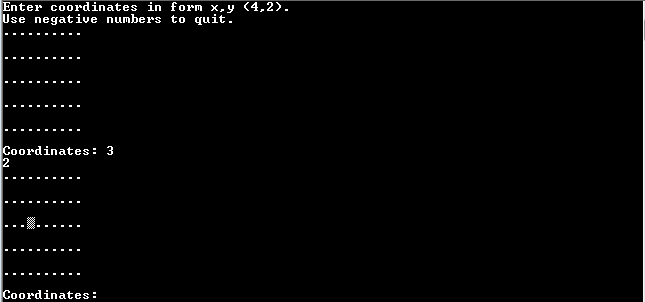 Enter coordinates in form x,y (4,2).
Use negative numbers to quit.
..........
..........
..........
..........
..........
Coordinates: 3
2
..........
..........
...▒......
..........
..........
Coordinates: